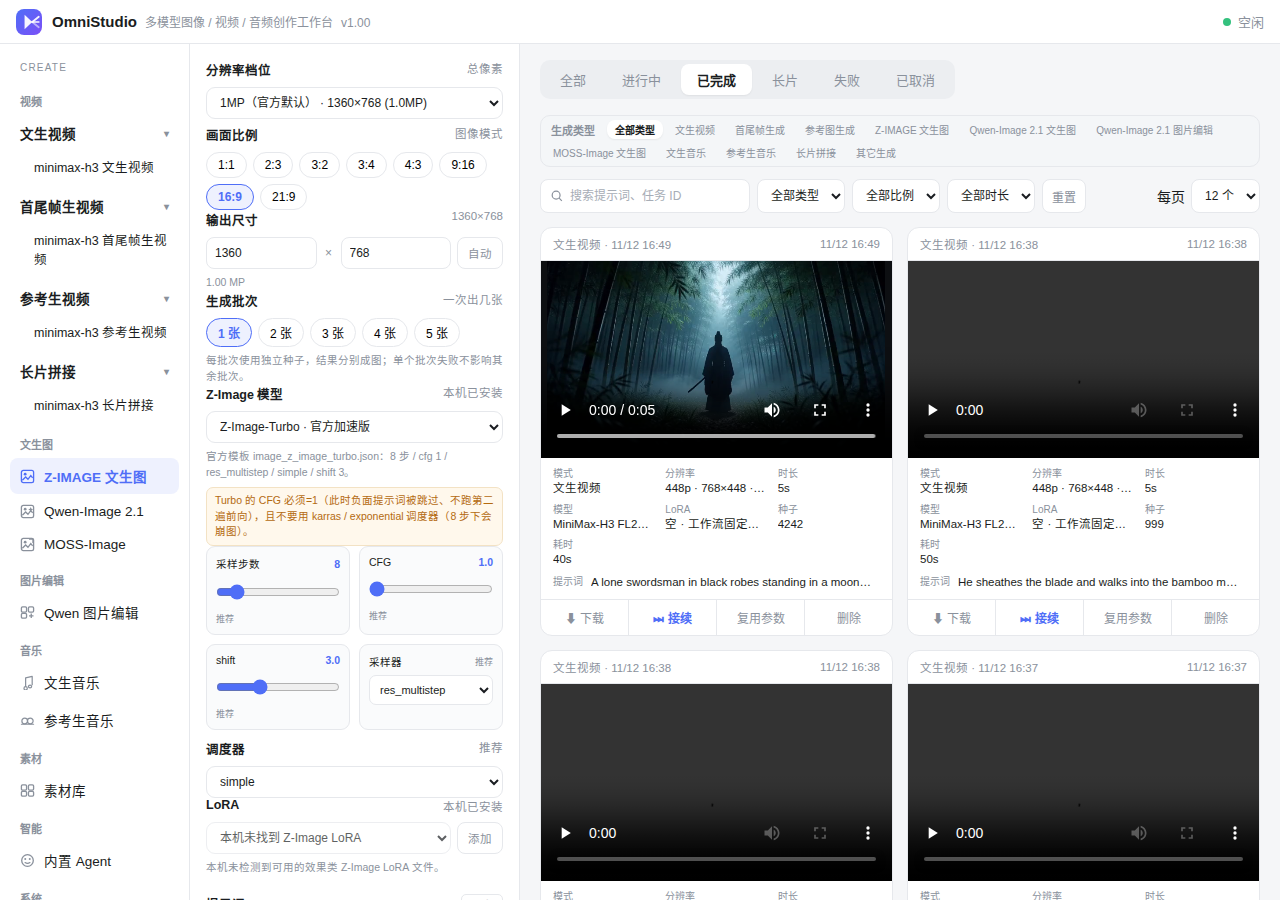 OmniStudio 多模型图像 / 视频 / 音频创作工作台 v1.00
空闲
CREATE
视频
文生视频
minimax-h3 文生视频
首尾帧生视频
minimax-h3 首尾帧生视
频
参考生视频
minimax-h3 参考生视频
长片拼接
minimax-h3 长片拼接
文生图
Z-IMAGE 文生图
Qwen-Image 2.1
MOSS-Image
图片编辑
Qwen 图片编辑
音乐
文生音乐
参考生音乐
素材
素材库
智能
内置 Agent
分辨率档位 总像素
1MP（官方默认） · 1360×768 (1.0MP)
画面比例 图像模式
1:1 2:3 3:2 3:4 4:3 9:16
16:9 21:9
输出尺寸 1360×768
1360 × 768 自动
1.00 MP
生成批次 一次出几张
1 张 2 张 3 张 4 张 5 张
每批次使用独立种子，结果分别成图；单个批次失败不影响其
余批次。
Z-Image 模型 本机已安装
Z-Image-Turbo · 官方加速版
官方模板 image_z_image_turbo.json：8 步 / cfg 1 /
res_multistep / simple / shift 3。
Turbo 的 CFG 必须=1（此时负面提示词被跳过、不跑第二
遍前向），且不要用 karras / exponential 调度器（8 步下会
崩图）。
采样步数 8 CFG 1.0
推荐 推荐
shift 3.0 采样器 推荐
res_multistep
推荐
调度器 推荐
simple
LoRA 本机已安装
本机未找到 Z-Image LoRA 添加
本机未检测到可用的效果类 Z-Image LoRA 文件。
全部 进行中 已完成 长片 失败 已取消
生成类型 全部类型 文生视频 首尾帧生成 参考图生成 Z-IMAGE 文生图 Qwen-Image 2.1 文生图 Qwen-Image 2.1 图片编辑
MOSS-Image 文生图 文生音乐 参考生音乐 长片拼接 其它生成
搜索提示词、任务 ID 全部类型 全部比例 全部时长 重置 每页 12 个
文生视频 · 11/12 16:49 11/12 16:49
0:00 / 0:05
模式 分辨率 时长
文生视频 448p · 768×448 ·… 5s
模型 LoRA 种子
MiniMax-H3 FL2… 空 · 工作流固定… 4242
耗时
40s
提示词 A lone swordsman in black robes standing in a moon…
下载 接续 复用参数 删除
文生视频 · 11/12 16:38 11/12 16:38
0:00
模式 分辨率 时长
文生视频 448p · 768×448 ·… 5s
模型 LoRA 种子
MiniMax-H3 FL2… 空 · 工作流固定… 999
耗时
50s
提示词 He sheathes the blade and walks into the bamboo m…
下载 接续 复用参数 删除
文生视频 · 11/12 16:38 11/12 16:38
0:00
模式 分辨率 时长
文生视频 · 11/12 16:37 11/12 16:37
0:00
模式 分辨率 时长